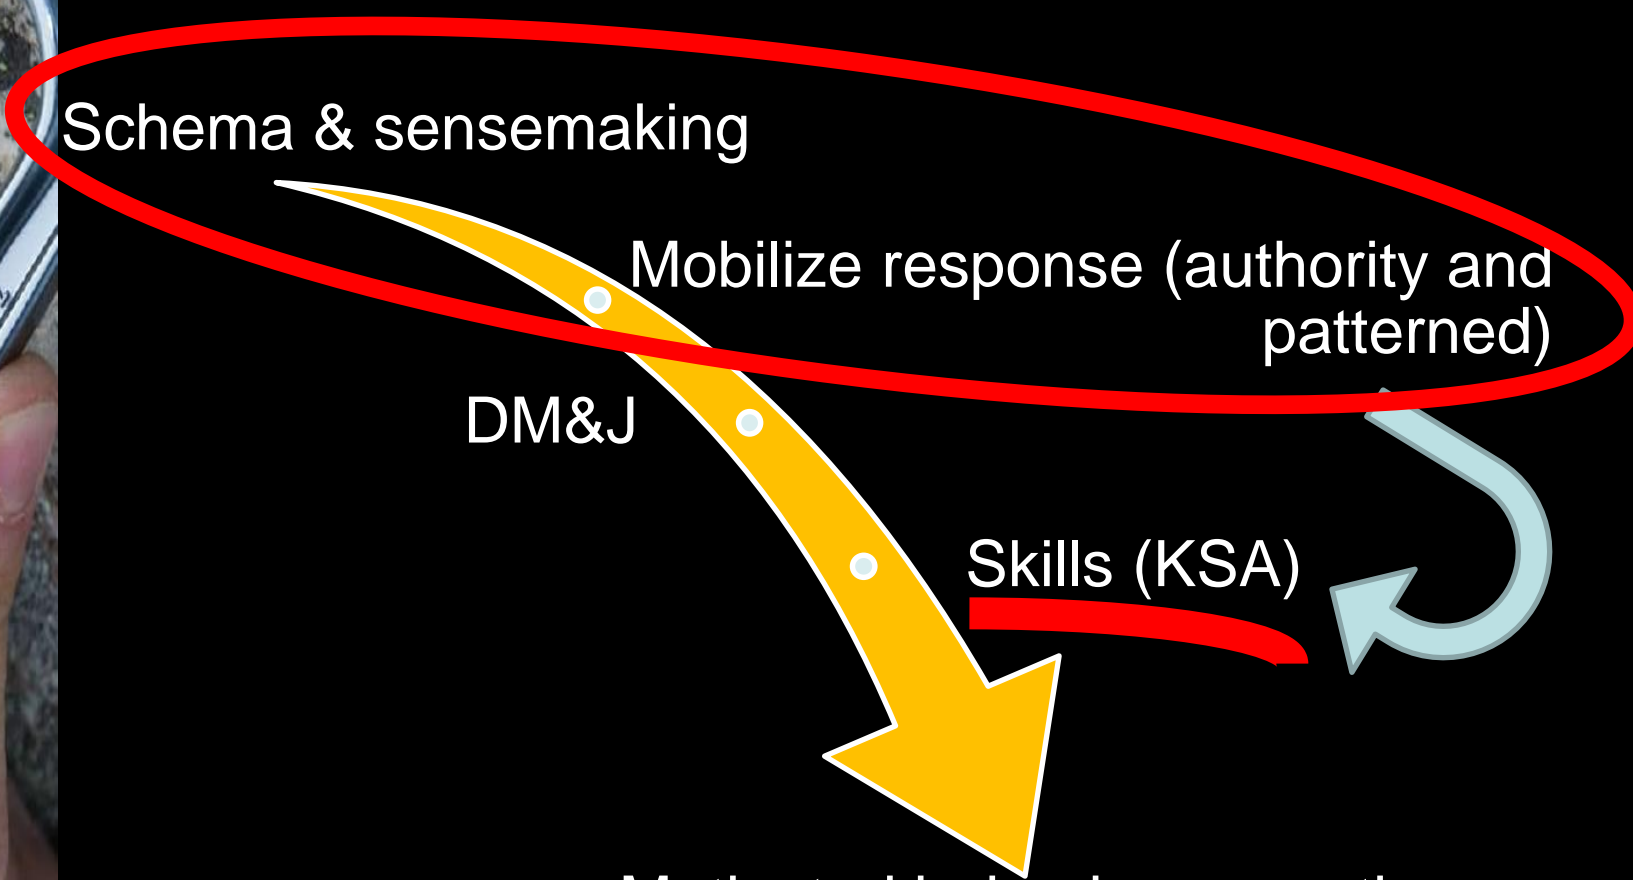 Schema & sensemaking
Mobilize response (authority and
patterned)
DM&J
Skills (KSA)